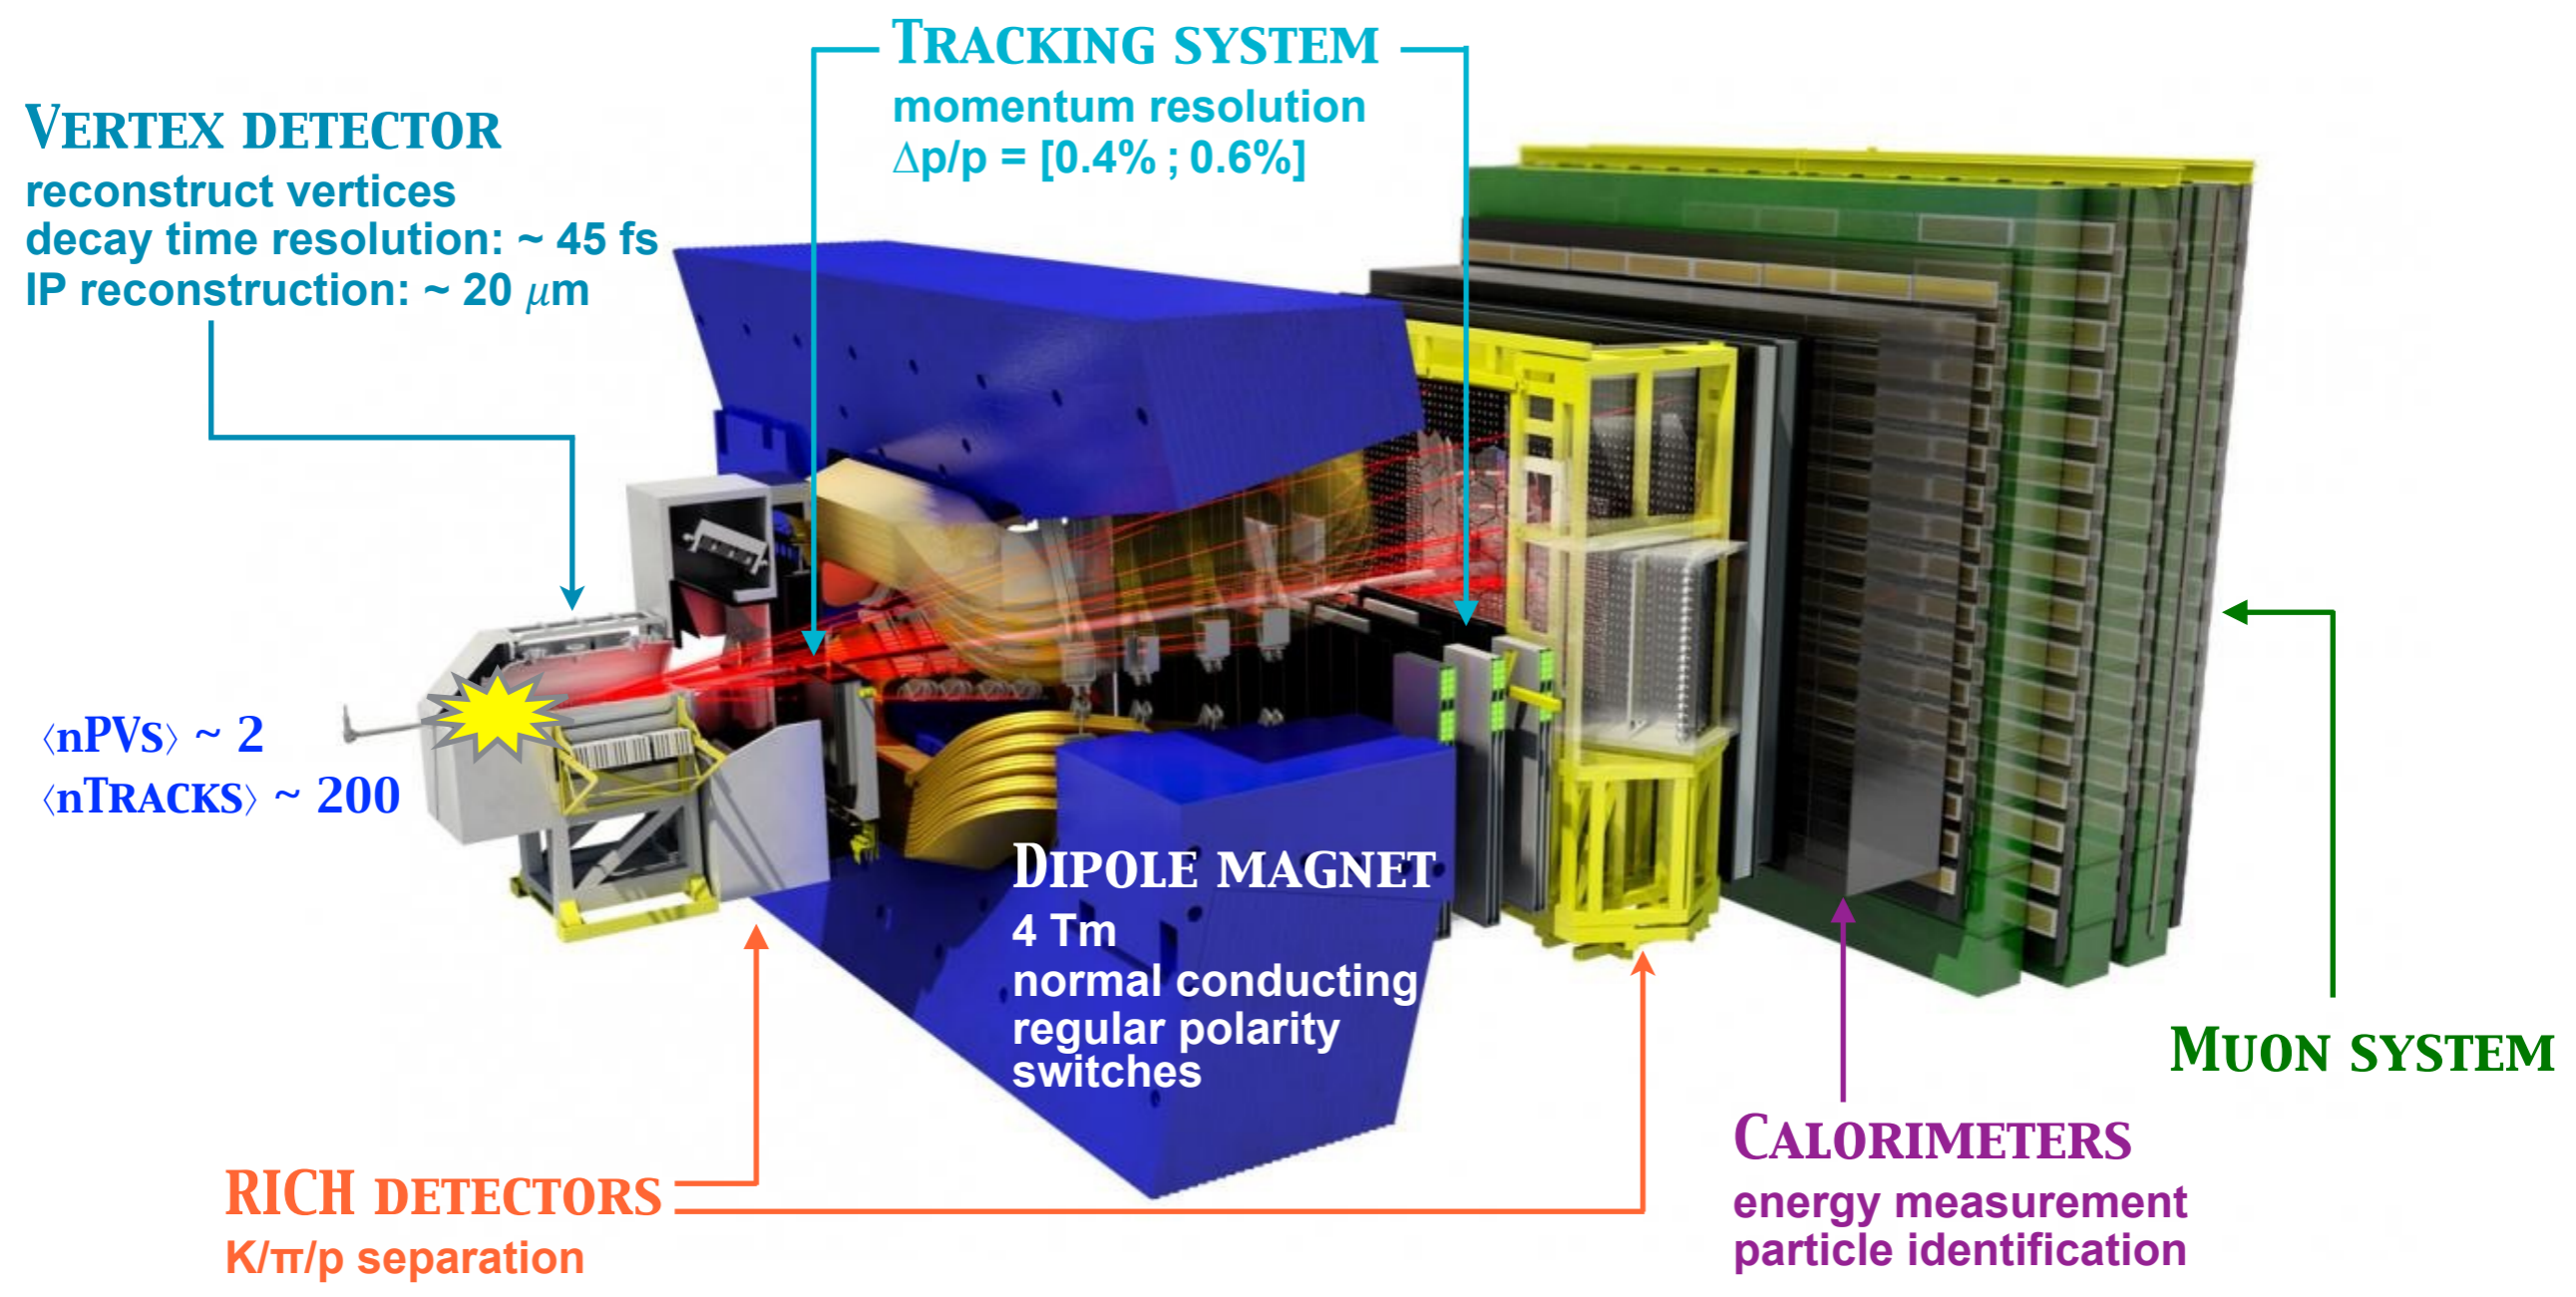 TRACKING SYSTEM
momentum resolution
Δp/p = [0.4% ; 0.6%]
VERTEX DETECTOR
reconstruct vertices
decay time resolution: ~ 45 fs
IP reconstruction: ~ 20 μm
⟨nPVs⟩ ~ 2
⟨nTRACKS⟩ ~ 200
DIPOLE MAGNET
4 Tm
normal conducting
regular polarity
switches
MUON SYSTEM
CALORIMETERS
energy measurement
particle identification
RICH DETECTORS
K/π/p separation